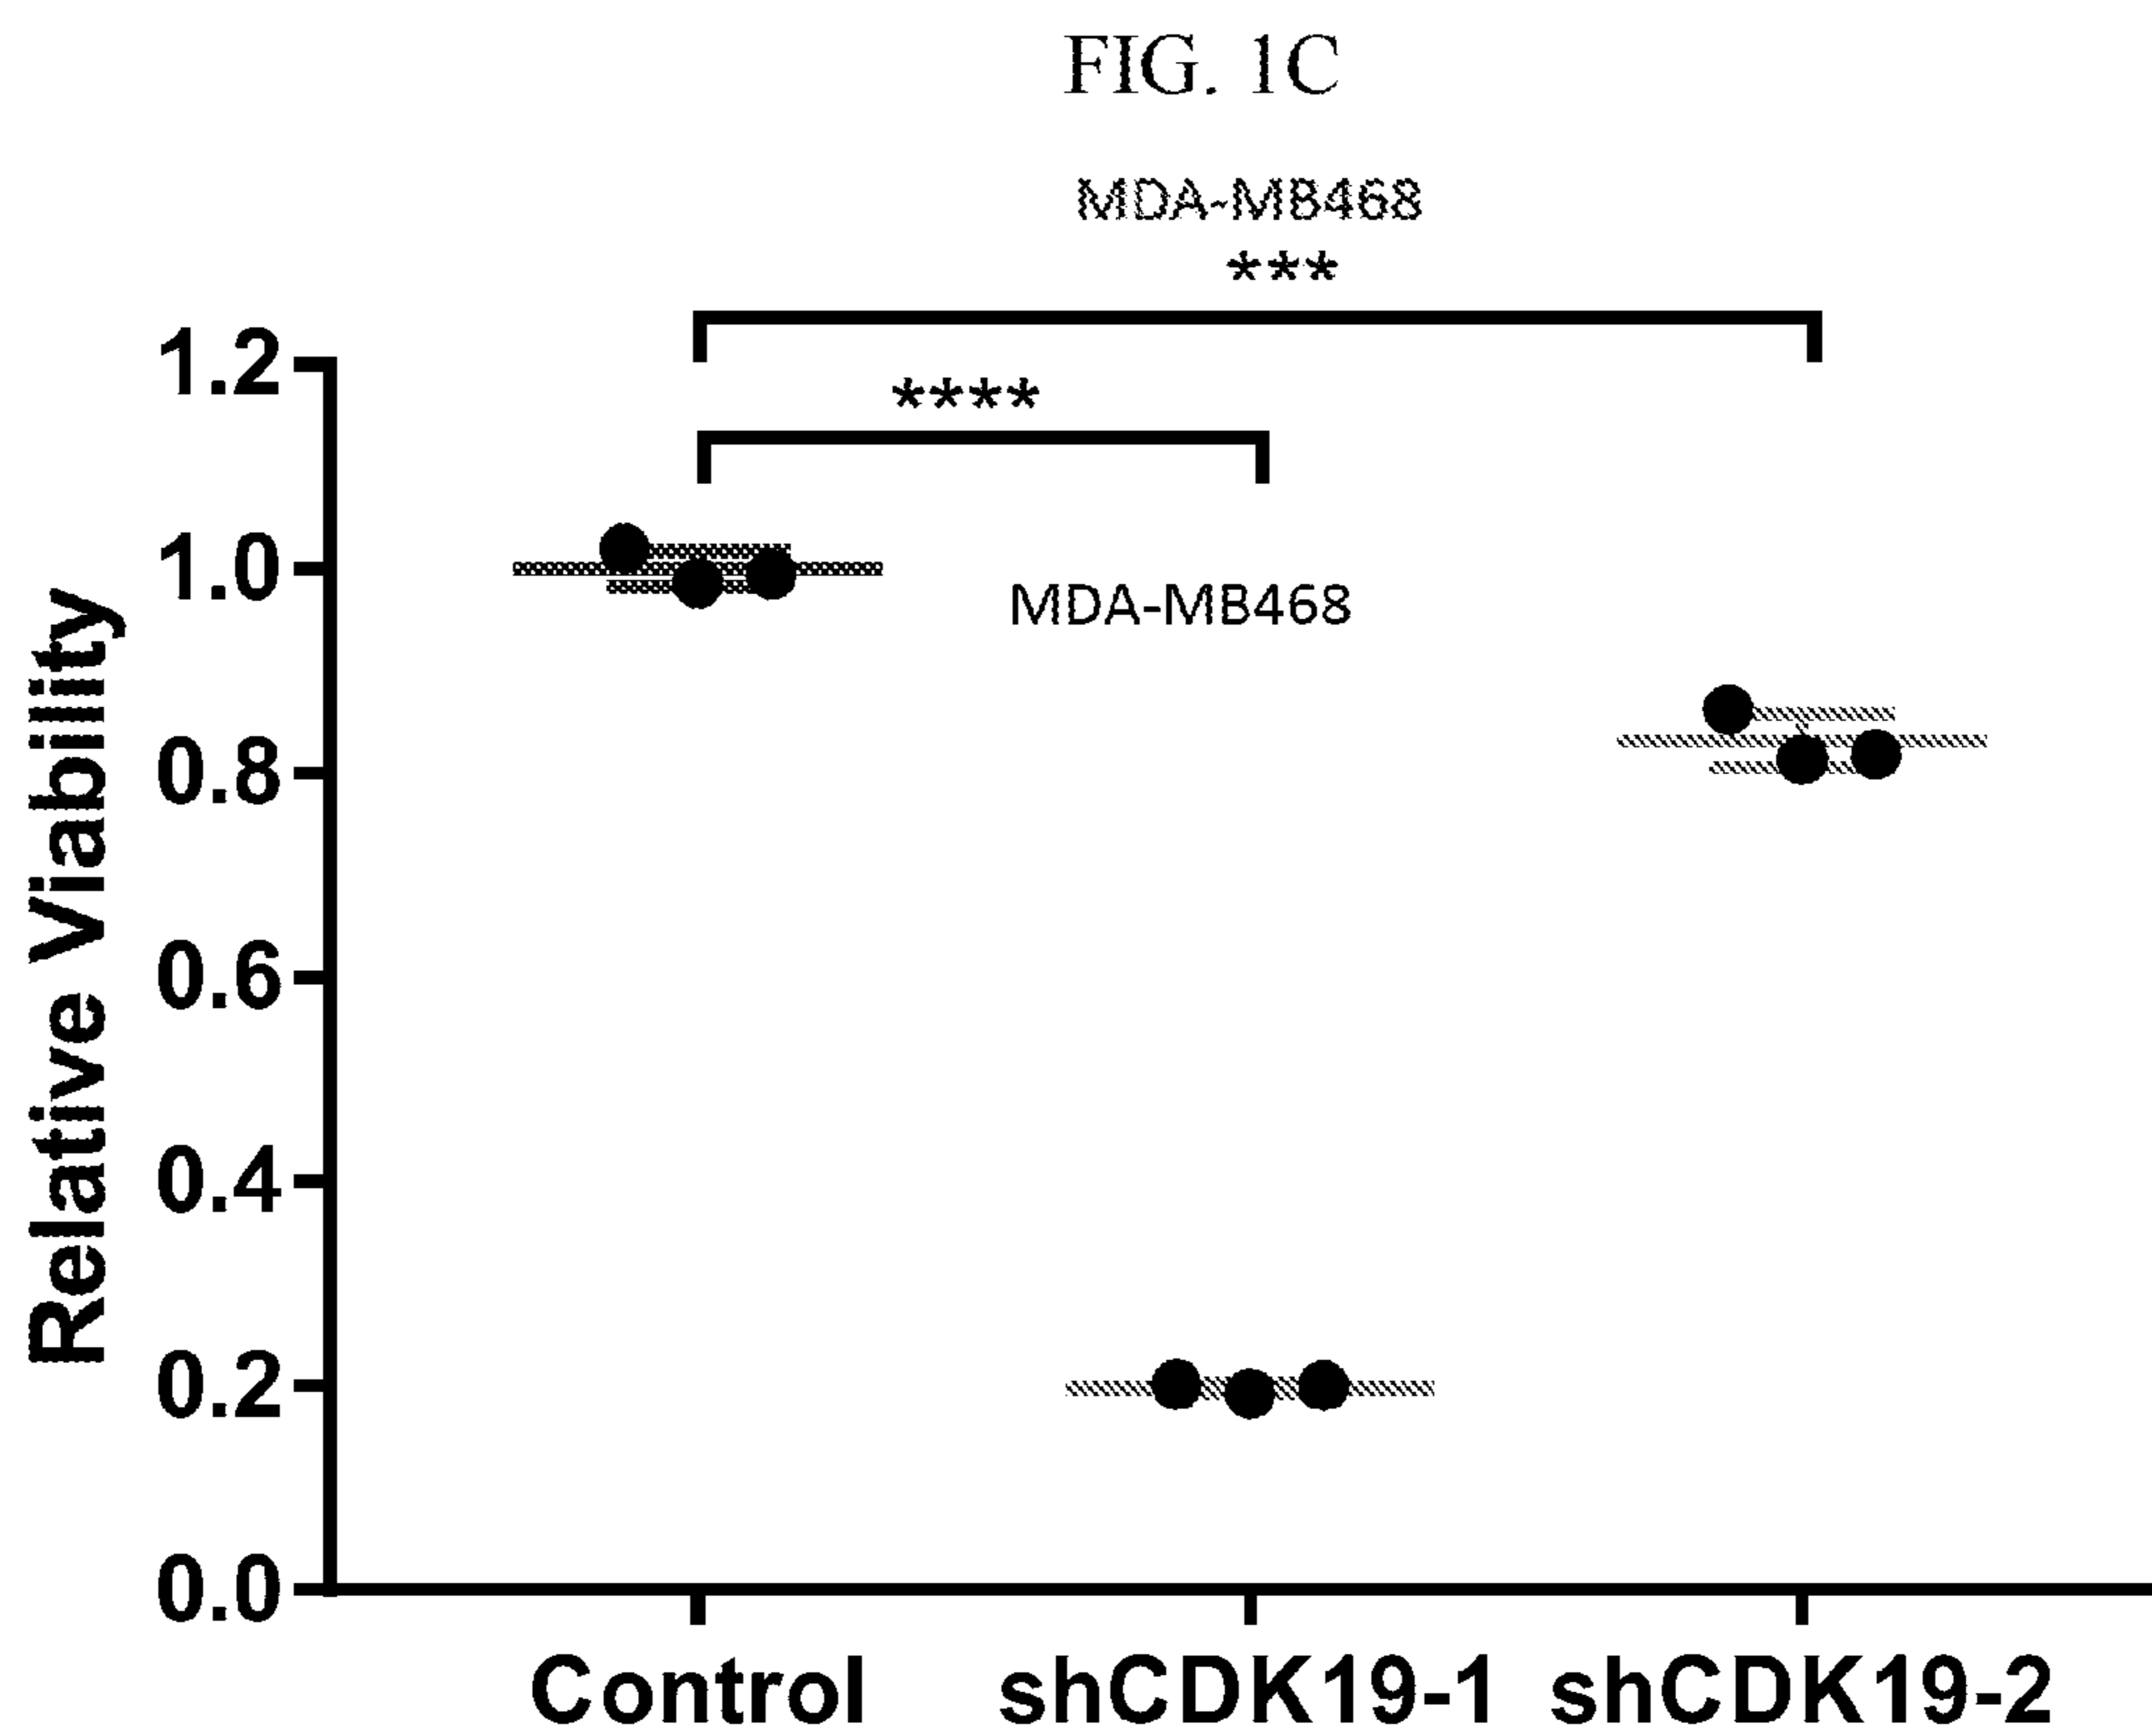 FIG. 1C
MDA-MB468
***
1.2
****
1.0
MDA-MB468
0.8
0.6
0.4
0.2
0.0
Relative Viability
Control shCDK19-1 shCDK19-2